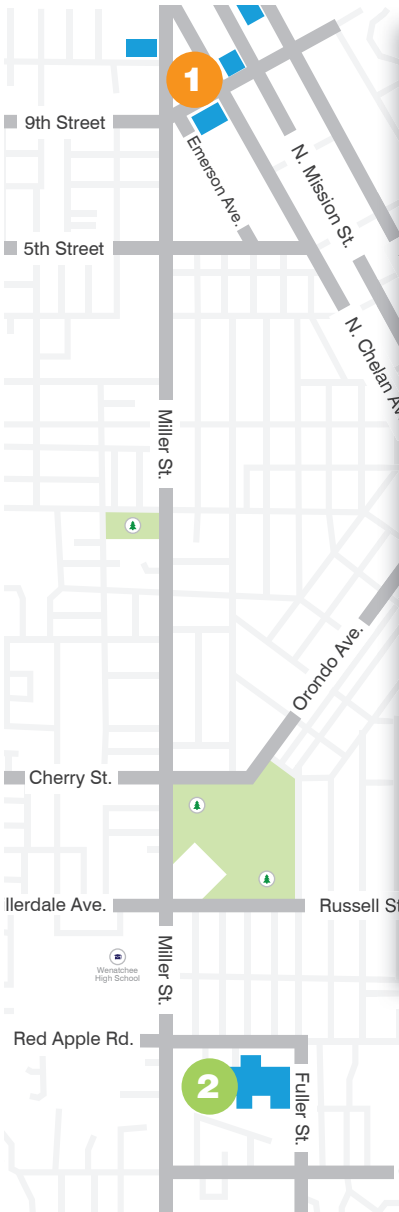 1
9th Street
Emerson Ave.
N. Mission St.
5th Street
N. Chelan Av
Miller St.
Orondo Ave.
Cherry St.
llerdale Ave.
Russell St
Wenatchee
High School
Miller St.
Red Apple Rd.
2
Fuller St.